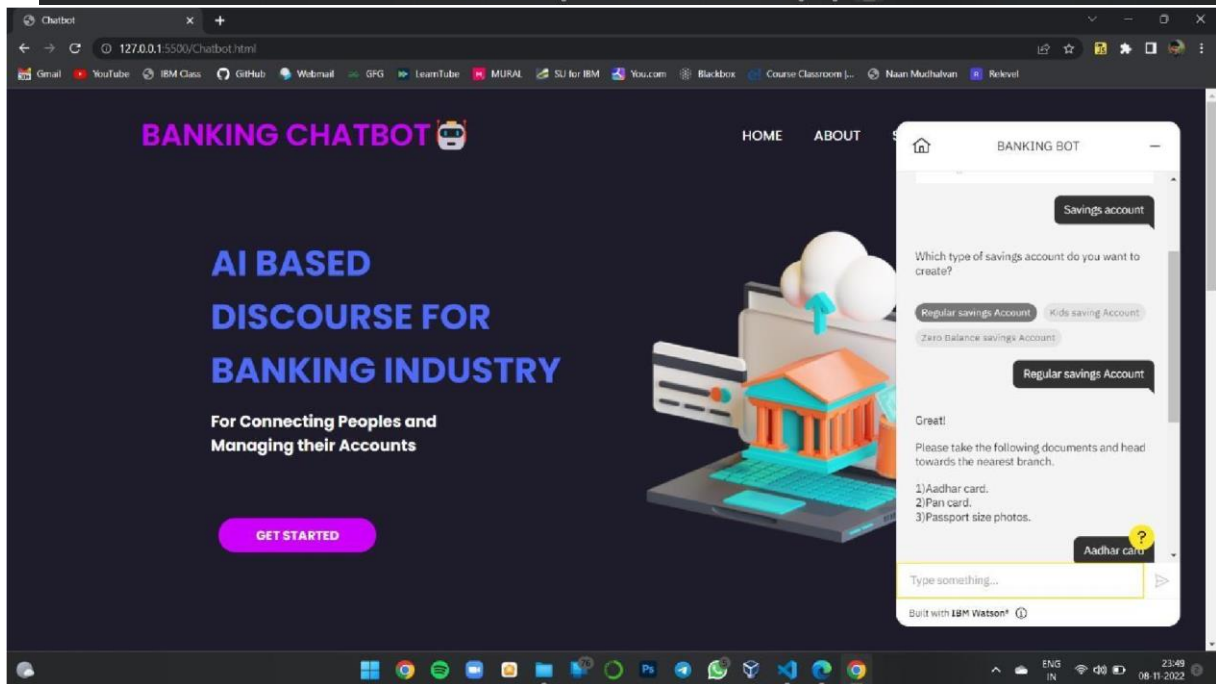 Chatbot
127.0.0.1:5500/Chatbot.html
Gmail YouTube IBM Class GitHub Webmail GFG LearnTube MURAL SLI for IBM You.com Blackbox Course Classroom |... Naan Mudhalvan Relevel
BANKING CHATBOT
HOME ABOUT S
AI BASED
DISCOURSE FOR
BANKING INDUSTRY
For Connecting Peoples and
Managing their Accounts
GET STARTED
BANKING BOT
Savings account
Which type of savings account do you want to
create?
Regular savings Account Kids saving Account
Zero Balance savings Account
Regular savings Account
Great!
Please take the following documents and head
towards the nearest branch.
1)Aadhar card.
2)Pan card.
3)Passport size photos.
?
Aadhar card
Type something...
Built with IBM Watson®
Ps
ENG
IN
23:49
08-11-2022